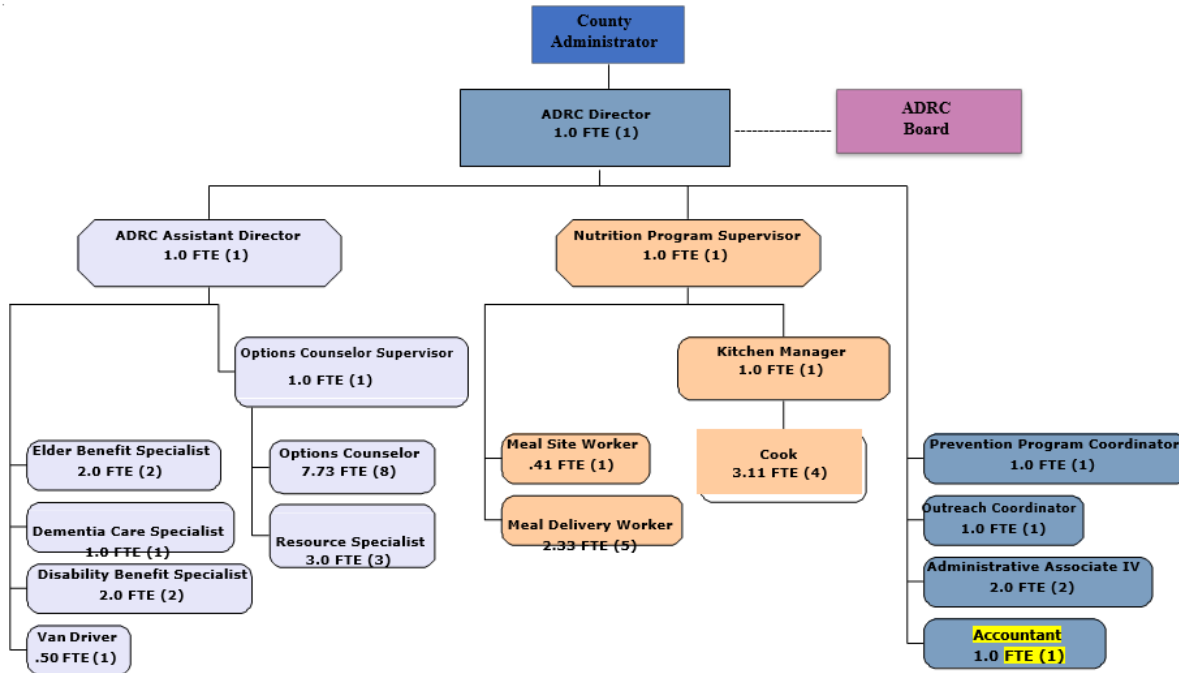 County
Administrator
ADRC Director
1.0 FTE (1)
ADRC
Board
ADRC Assistant Director
1.0 FTE (1)
Nutrition Program Supervisor
1.0 FTE (1)
Options Counselor Supervisor
1.0 FTE (1)
Kitchen Manager
1.0 FTE (1)
Elder Benefit Specialist
2.0 FTE (2)
Options Counselor
7.73 FTE (8)
Meal Site Worker
.41 FTE (1)
Cook
3.11 FTE (4)
Prevention Program Coordinator
1.0 FTE (1)
Dementia Care Specialist
1.0 FTE (1)
Resource Specialist
3.0 FTE (3)
Meal Delivery Worker
2.33 FTE (5)
Outreach Coordinator
1.0 FTE (1)
Disability Benefit Specialist
2.0 FTE (2)
Administrative Associate IV
2.0 FTE (2)
Van Driver
.50 FTE (1)
Accountant
1.0 FTE (1)